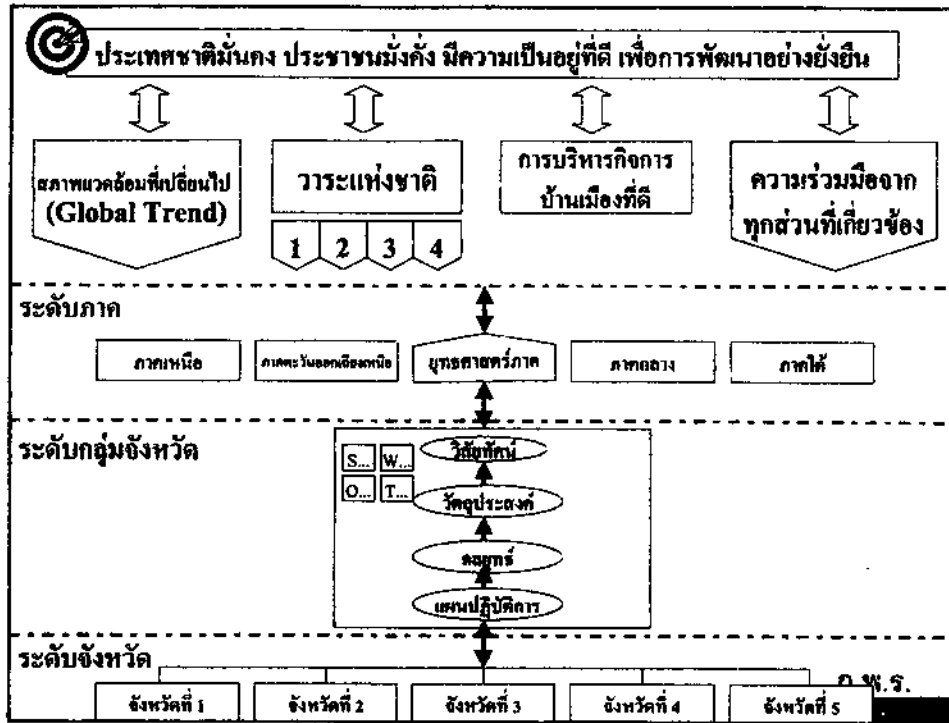 ประเทศชาติมั่นคง ประชาชนมั่งคั่ง มีความเป็นอยู่ที่ดี เพื่อการพัฒนาอย่างยั่งยืน
สภาพแวดล้อมที่เปลี่ยนไป
(Global Trend)
วาระแห่งชาติ
1 2 3 4
การบริหารกิจการ
บ้านเมืองที่ดี
ความร่วมมือจาก
ทุกส่วนที่เกี่ยวข้อง
ระดับภาค
ภาคเหนือ
ภาคตะวันออกเฉียงเหนือ
ยุทธศาสตร์ภาค
ภาคกลาง
ภาคใต้
ระดับกลุ่มจังหวัด
S... W...
O... T...
วิสัยทัศน์
วัตถุประสงค์
กลยุทธ์
แผนปฏิบัติการ
ระดับจังหวัด
จังหวัดที่ 1
จังหวัดที่ 2
จังหวัดที่ 3
จังหวัดที่ 4
จังหวัดที่ 5
ก.พ.ร.